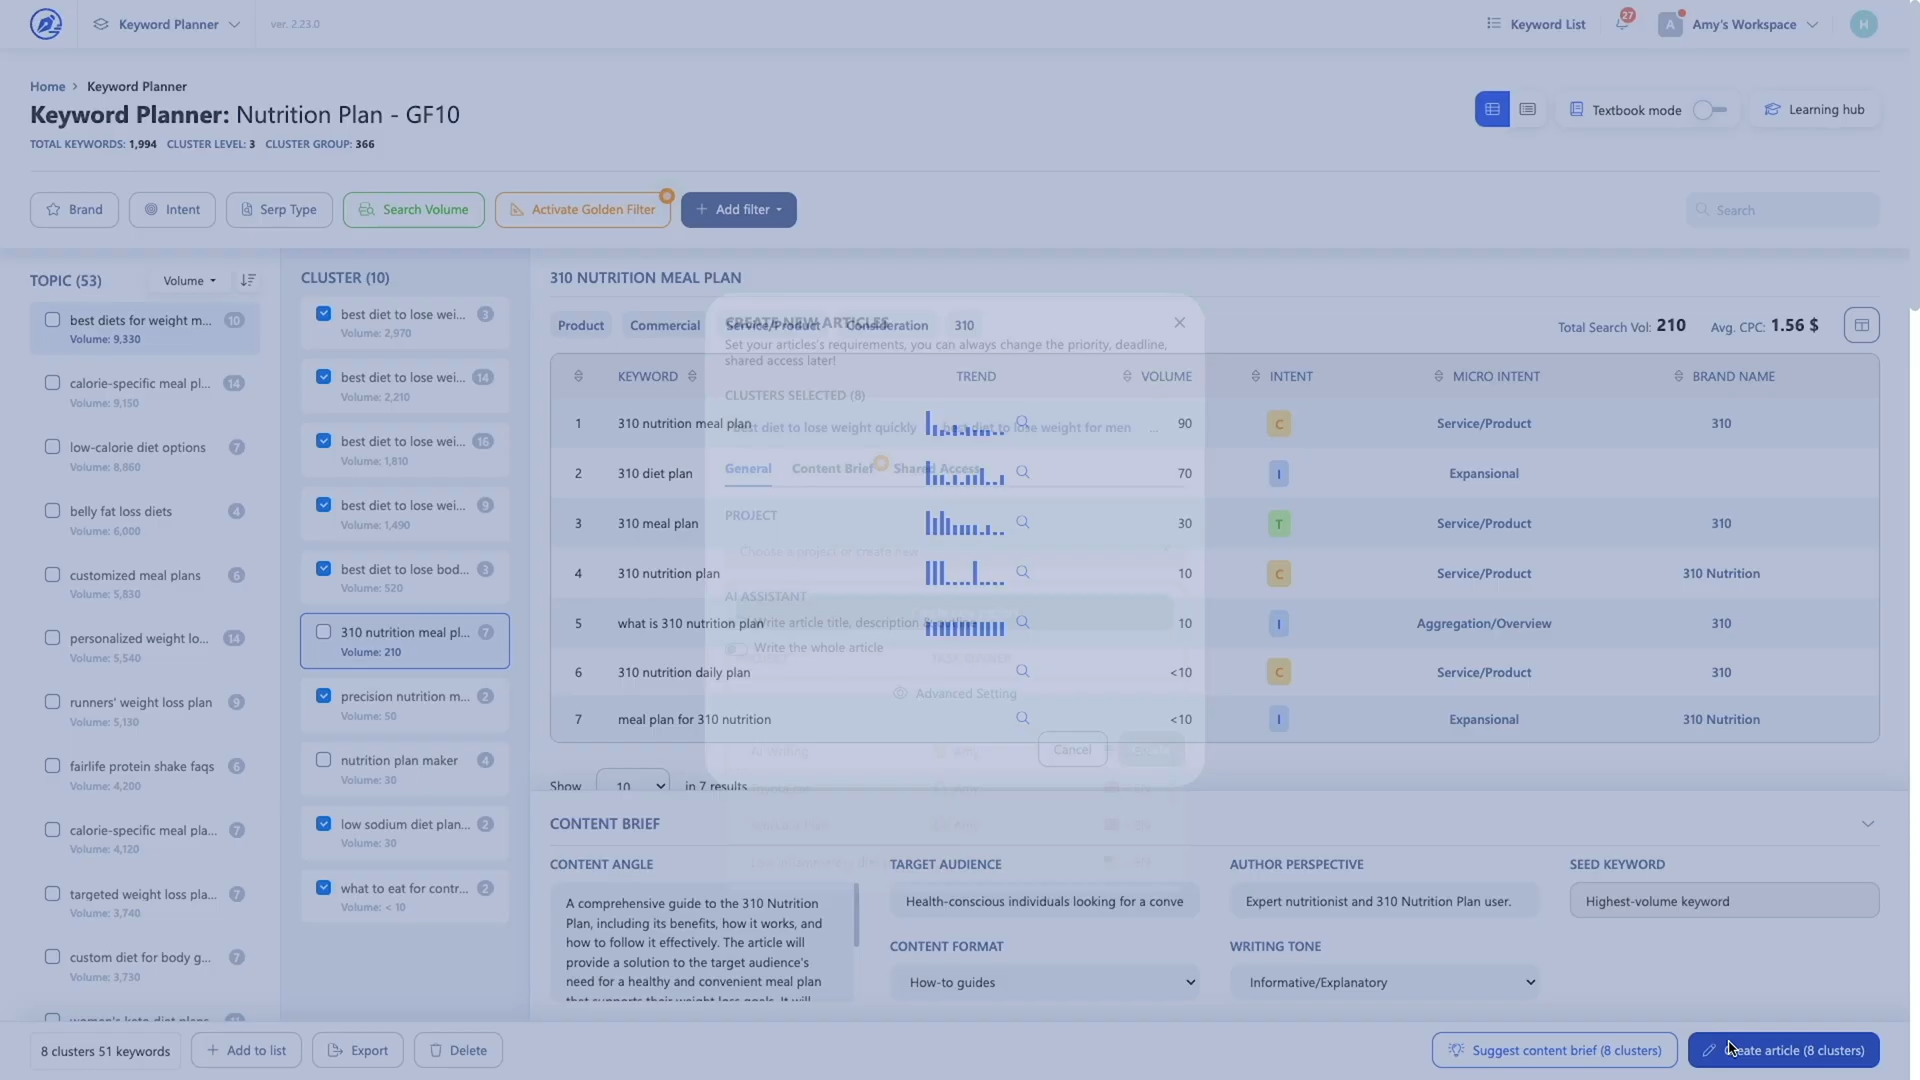 Keyword Planner
ver. 2.23.0
Keyword List
27
A
Amy's Workspace
H
Home > Keyword Planner
Keyword Planner: Nutrition Plan - GF10
TOTAL KEYWORDS: 1,994 CLUSTER LEVEL: 3 CLUSTER GROUP: 366
Textbook mode
Learning hub
Brand
Intent
Serp Type
Search Volume
Activate Golden Filter
+ Add filter
Search
TOPIC (53)
Volume
best diets for weight m... 10
Volume: 9,330
calorie-specific meal pl... 14
Volume: 9,150
low-calorie diet options 7
Volume: 8,860
belly fat loss diets 4
Volume: 6,000
customized meal plans 6
Volume: 5,830
personalized weight lo... 14
Volume: 5,540
runners' weight loss plan 9
Volume: 5,130
fairlife protein shake faqs 6
Volume: 4,200
calorie-specific meal pla... 7
Volume: 4,120
targeted weight loss pla... 7
Volume: 3,740
custom diet for body g... 7
Volume: 3,730
women's keto diet plans
CLUSTER (10)
best diet to lose wei... 3
Volume: 2,970
best diet to lose wei... 14
Volume: 2,210
best diet to lose wei... 16
Volume: 1,810
best diet to lose wei... 9
Volume: 1,490
best diet to lose bod... 3
Volume: 520
310 nutrition meal pl... 7
Volume: 210
precision nutrition m... 2
Volume: 50
nutrition plan maker 4
Volume: 30
low sodium diet plan... 2
Volume: 30
what to eat for contr... 2
Volume: < 10
310 NUTRITION MEAL PLAN
Product
Commercial
Service/Product
Consideration
310
Total Search Vol: 210 Avg. CPC: 1.56 $
KEYWORD TREND VOLUME INTENT MICRO INTENT BRAND NAME
1 310 nutrition meal plan 90 C Service/Product 310
2 310 diet plan 70 I Expansional
3 310 meal plan 30 T Service/Product 310
4 310 nutrition plan 10 C Service/Product 310 Nutrition
5 what is 310 nutrition plan 10 I Aggregation/Overview 310
6 310 nutrition daily plan <10 C Service/Product 310
7 meal plan for 310 nutrition <10 I Expansional 310 Nutrition
Show 10 in 7 results
CREATE NEW ARTICLES
Set your articles's requirements, you can always change the priority, deadline,
shared access later!
CLUSTERS SELECTED (8)
best diet to lose weight quickly
best diet to lose weight for men
...
General
Content Brief
Shared Access
PROJECT
Choose a project or create new
AI ASSISTANT
Write article title, description & outline
Write the whole article
Advanced Setting
Cancel
CONTENT BRIEF
CONTENT ANGLE
A comprehensive guide to the 310 Nutrition
Plan, including its benefits, how it works, and
how to follow it effectively. The article will
provide a solution to the target audience's
need for a healthy and convenient meal plan
that supports their weight loss goals. It will
TARGET AUDIENCE
Health-conscious individuals looking for a conve
AUTHOR PERSPECTIVE
Expert nutritionist and 310 Nutrition Plan user.
SEED KEYWORD
Highest-volume keyword
CONTENT FORMAT
How-to guides
WRITING TONE
Informative/Explanatory
8 clusters 51 keywords
+ Add to list
Export
Delete
Suggest content brief (8 clusters)
Create article (8 clusters)